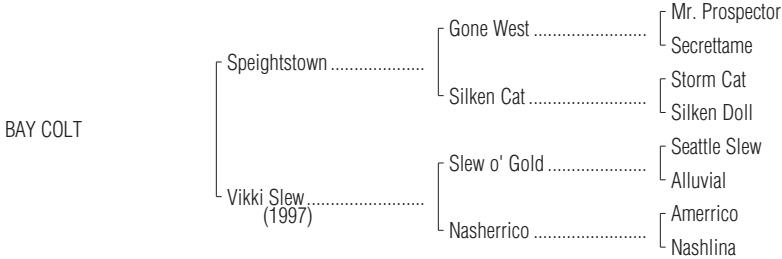 Mr. Prospector
Gone West ........................
Secrettame
Speightstown ....................
Storm Cat
Silken Cat .........................
Silken Doll
BAY COLT
Seattle Slew
Slew o' Gold .....................
Alluvial
Vikki Slew.........................
(1997)
Amerrico
Nasherrico ........................
Nashlina